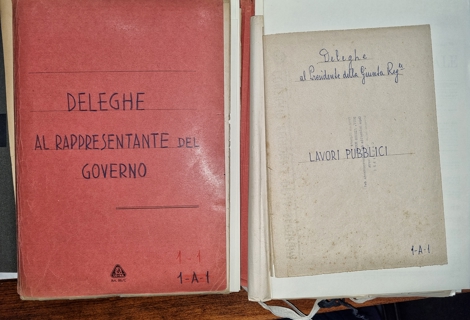 DELEGHE
AL RAPPRESENTANTE DEL
GOVERNO
1-1
1-A-1
Deleghe
al Presidente della Giunta Reg.le
LAVORI PUBBLICI
1-A-1